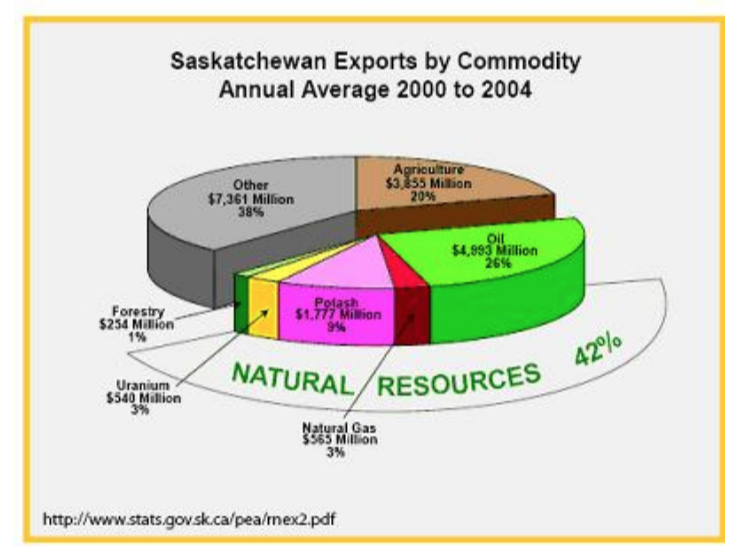 Saskatchewan Exports by Commodity
Annual Average 2000 to 2004
Other
$7,361 Million
38%
Agriculture
$3,855 Million
20%
Oil
$4,993 Million
26%
Potash
$1,777 Million
9%
Forestry
$254 Million
1%
Uranium
$540 Million
3%
Natural Gas
$565 Million
3%
NATURAL RESOURCES 42%
http://www.stats.gov.sk.ca/pea/mex2.pdf